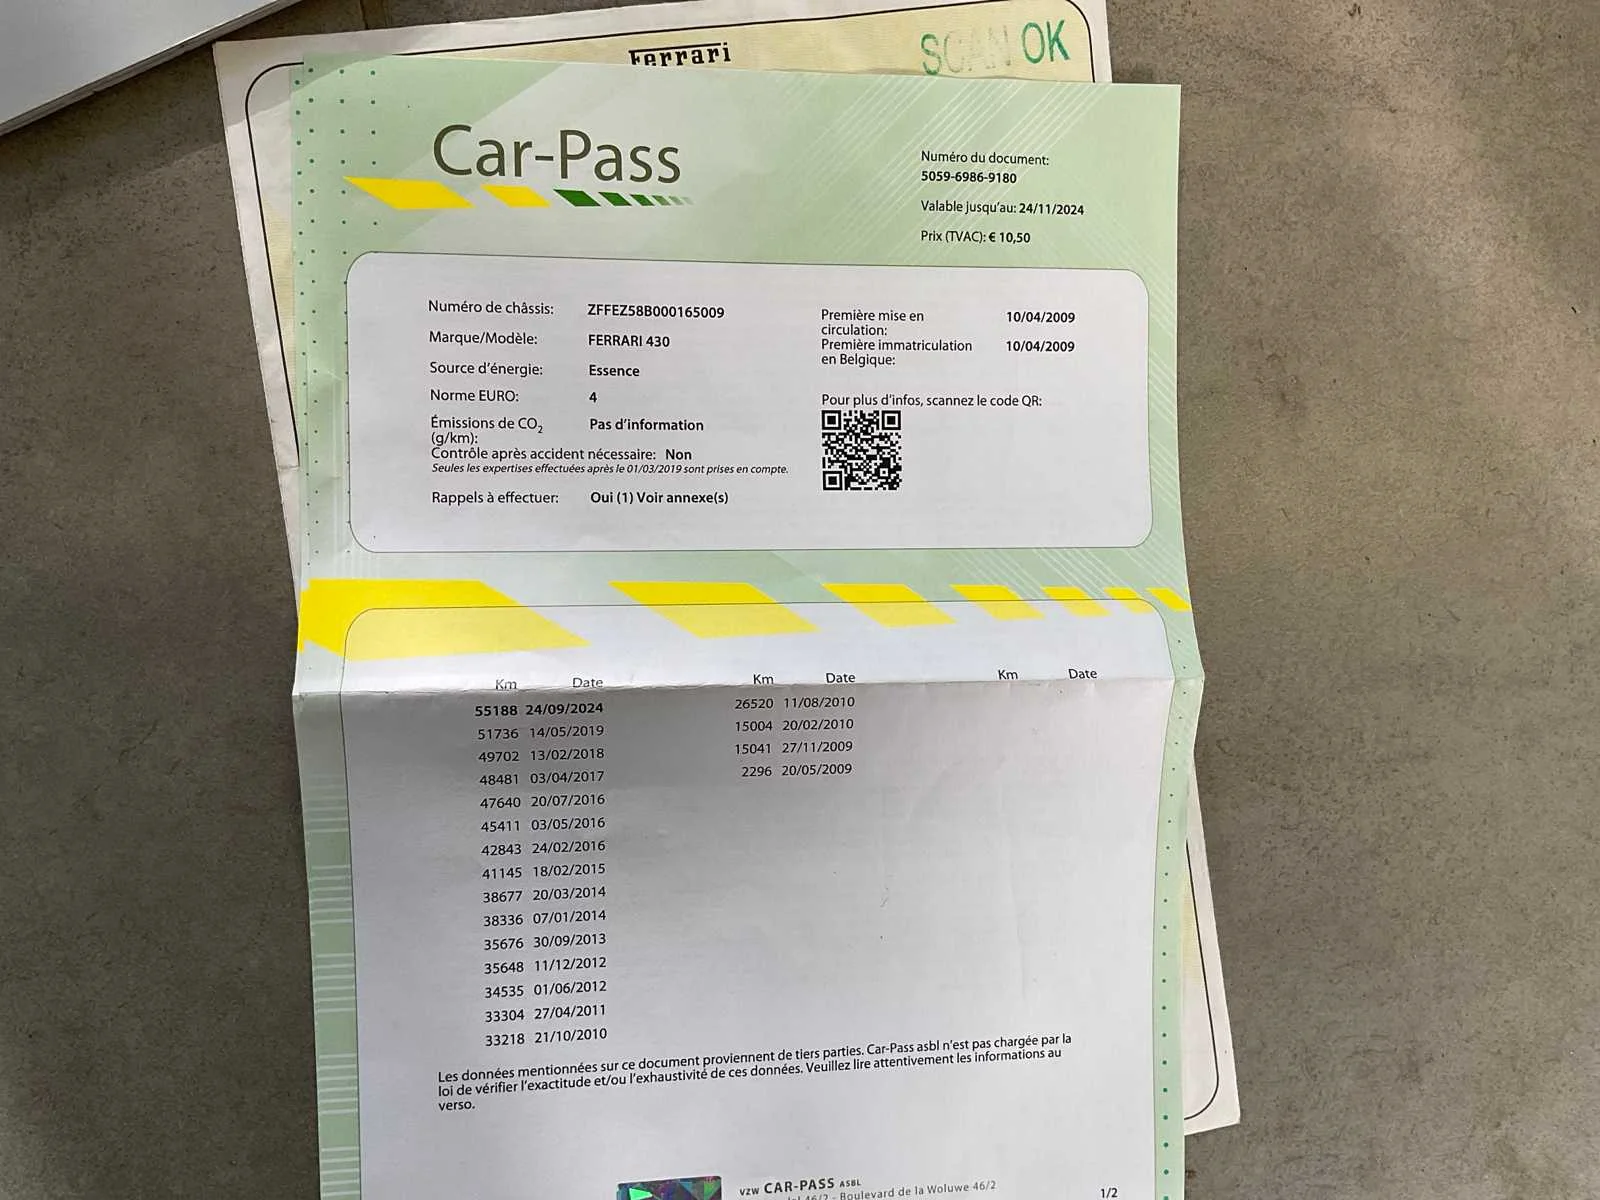 Ferrari
SCAN OK
Car-Pass
Numéro du document:
5059-6986-9180
Valable jusqu'au: 24/11/2024
Prix (TVAC): € 10,50
Numéro de châssis: ZFFEZ58B000165009
Marque/Modèle: FERRARI 430
Source d'énergie: Essence
Norme EURO: 4
Émissions de CO2 Pas d'information
(g/km):
Contrôle après accident nécessaire: Non
Seules les expertises effectuées après le 01/03/2019 sont prises en compte.
Rappels à effectuer: Oui (1) Voir annexe(s)
Première mise en 10/04/2009
circulation:
Première immatriculation 10/04/2009
en Belgique:
Pour plus d'infos, scannez le code QR:
Km Date
55188 24/09/2024
51736 14/05/2019
49702 13/02/2018
48481 03/04/2017
47640 20/07/2016
45411 03/05/2016
42843 24/02/2016
41145 18/02/2015
38677 20/03/2014
38336 07/01/2014
35676 30/09/2013
35648 11/12/2012
34535 01/06/2012
33304 27/04/2011
33218 21/10/2010
Km Date
26520 11/08/2010
15004 20/02/2010
15041 27/11/2009
2296 20/05/2009
Km Date
Les données mentionnées sur ce document proviennent de tiers parties. Car-Pass asbl n'est pas chargée par la
loi de vérifier l'exactitude et/ou l'exhaustivité de ces données. Veuillez lire attentivement les informations au
verso.
VZW CAR-PASS ASBL
46/2 - Boulevard de la Woluwe 46/2
1/2